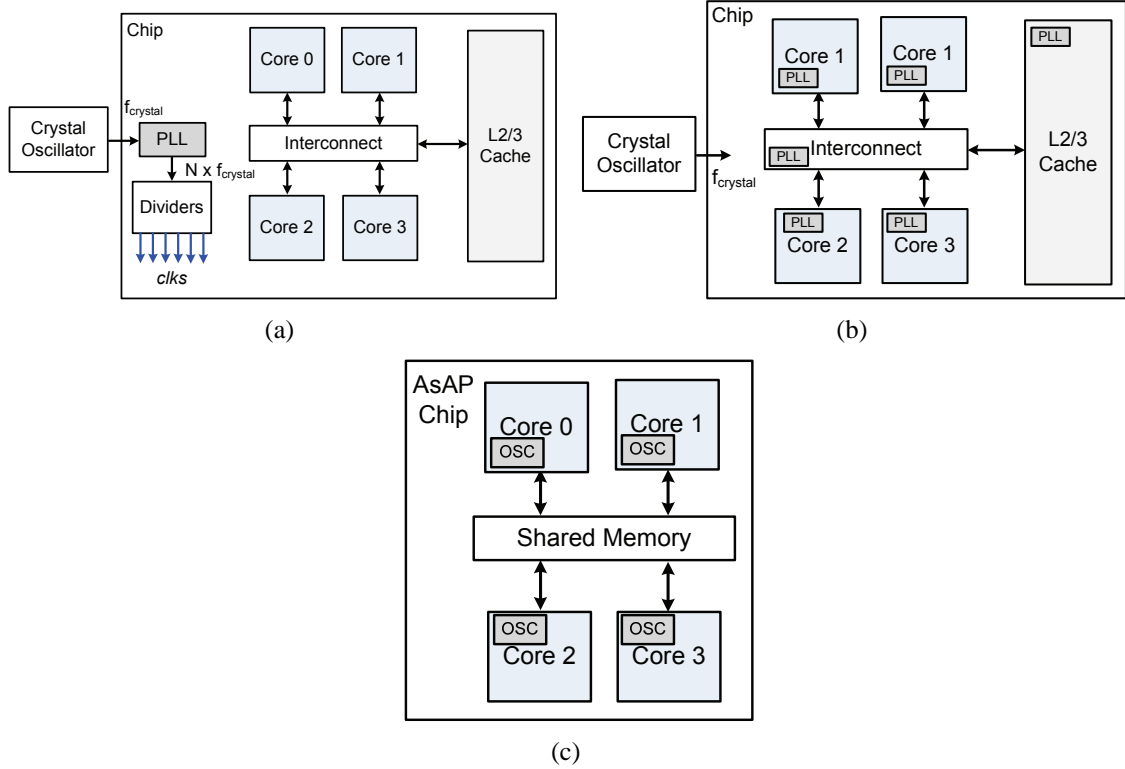 Chip
Core 0
Core 1
fcrystal
Crystal
Oscillator
PLL
Interconnect
L2/3
Cache
N x fcrystal
Dividers
Core 2
Core 3
clks
(a)
Chip
PLL
Core 1
PLL
Core 1
PLL
Crystal
Oscillator
fcrystal
Interconnect
PLL
L2/3
Cache
PLL
Core 2
PLL
Core 3
(b)
AsAP
Chip
Core 0
OSC
Core 1
OSC
Shared Memory
OSC
Core 2
OSC
Core 3
(c)